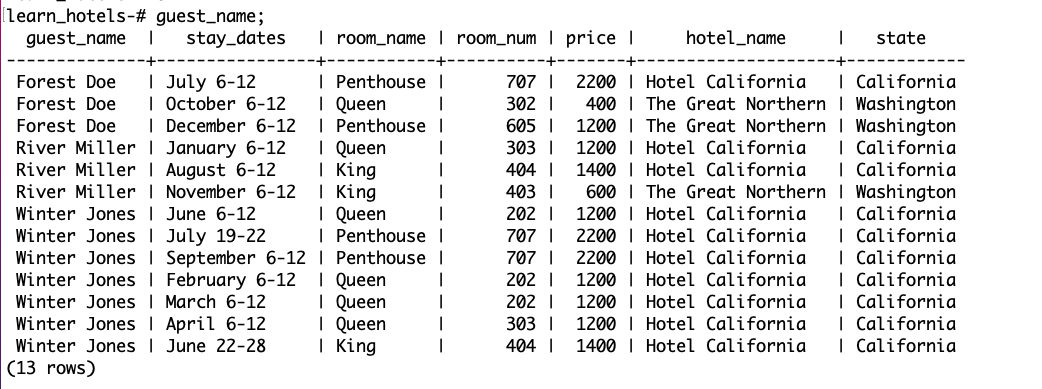 learn_hotels-# guest_name;
  guest_name  |   stay_dates    | room_name | room_num | price |     hotel_name     |   state
--------------+-----------------+-----------+----------+-------+--------------------+------------
 Forest Doe   | July 6-12       | Penthouse |      707 |  2200 | Hotel California   | California
 Forest Doe   | October 6-12    | Queen     |      302 |   400 | The Great Northern | Washington
 Forest Doe   | December 6-12   | Penthouse |      605 |  1200 | The Great Northern | Washington
 River Miller | January 6-12    | Queen     |      303 |  1200 | Hotel California   | California
 River Miller | August 6-12     | King      |      404 |  1400 | Hotel California   | California
 River Miller | November 6-12   | King      |      403 |   600 | The Great Northern | Washington
 Winter Jones | June 6-12       | Queen     |      202 |  1200 | Hotel California   | California
 Winter Jones | July 19-22      | Penthouse |      707 |  2200 | Hotel California   | California
 Winter Jones | September 6-12  | Penthouse |      707 |  2200 | Hotel California   | California
 Winter Jones | February 6-12   | Queen     |      202 |  1200 | Hotel California   | California
 Winter Jones | March 6-12      | Queen     |      202 |  1200 | Hotel California   | California
 Winter Jones | April 6-12      | Queen     |      303 |  1200 | Hotel California   | California
 Winter Jones | June 22-28      | King      |      404 |  1400 | Hotel California   | California
(13 rows)